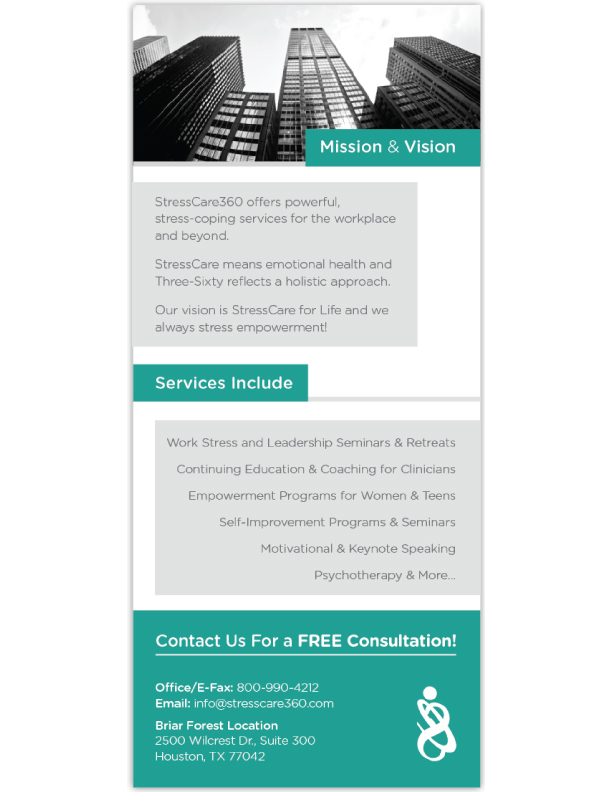 Mission & Vision
StressCare360 offers powerful,
stress-coping services for the workplace
and beyond.
StressCare means emotional health and
Three-Sixty reflects a holistic approach.
Our vision is StressCare for Life and we
always stress empowerment!
Services Include
Work Stress and Leadership Seminars & Retreats
Continuing Education & Coaching for Clinicians
Empowerment Programs for Women & Teens
Self-Improvement Programs & Seminars
Motivational & Keynote Speaking
Psychotherapy & More...
Contact Us For a FREE Consultation!
Office/E-Fax: 800-990-4212
Email: info@stresscare360.com
Briar Forest Location
2500 Wilcrest Dr., Suite 300
Houston, TX 77042